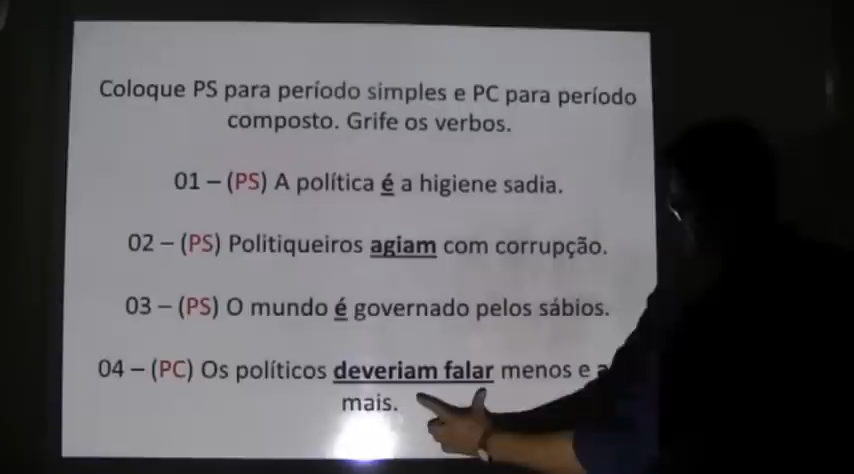 Coloque PS para período simples e PC para período
composto. Grife os verbos.
01 – (PS) A política é a higiene sadia.
02 – (PS) Politiqueiros agiam com corrupção.
03 – (PS) O mundo é governado pelos sábios.
04 – (PC) Os políticos deveriam falar menos e
mais.